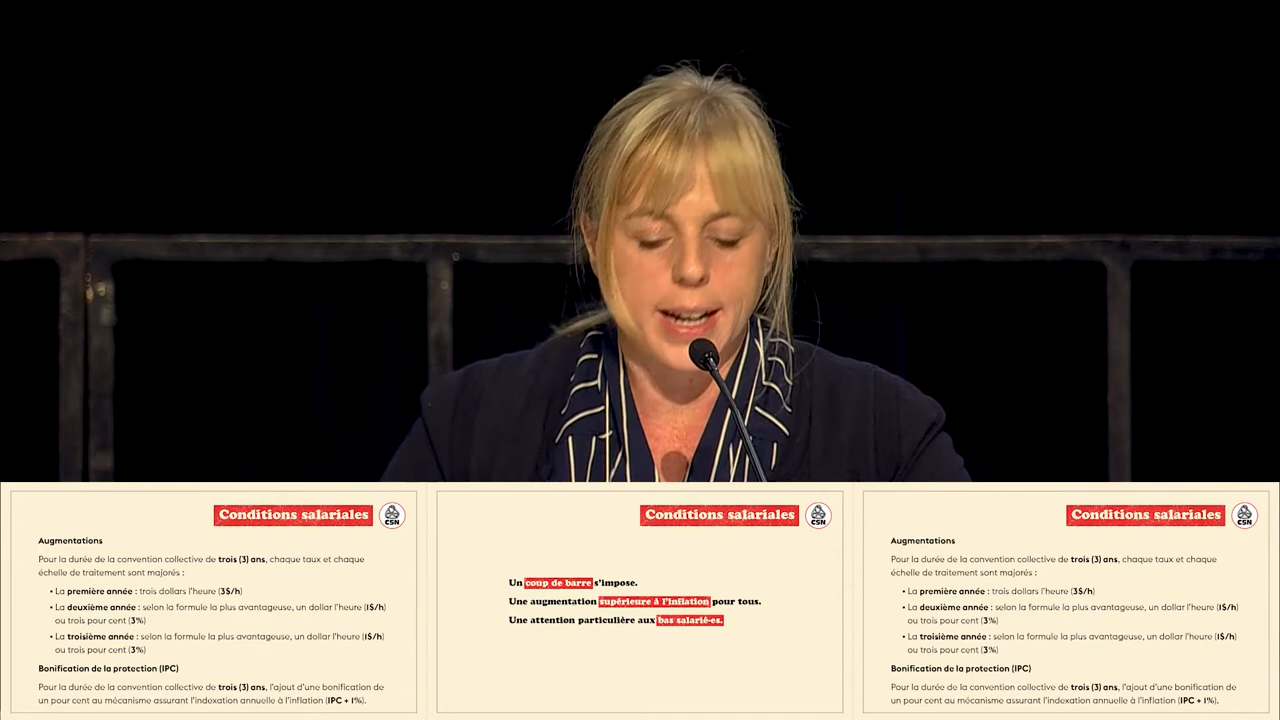 Conditions salariales
CSN
Augmentations
Pour la durée de la convention collective de trois (3) ans, chaque taux et chaque
échelle de traitement sont majorés :
• La première année : trois dollars l'heure (3$/h)
• La deuxième année : selon la formule la plus avantageuse, un dollar l'heure (1$/h)
ou trois pour cent (3%)
• La troisième année : selon la formule la plus avantageuse, un dollar l'heure (1$/h)
ou trois pour cent (3%)
Bonification de la protection (IPC)
Pour la durée de la convention collective de trois (3) ans, l'ajout d'une bonification de
un pour cent au mécanisme assurant l'indexation annuelle à l'inflation (IPC + 1%).
Conditions salariales
CSN
Un coup de barre s'impose.
Une augmentation supérieure à l'inflation pour tous.
Une attention particulière aux bas salarié·es.
Conditions salariales
CSN
Augmentations
Pour la durée de la convention collective de trois (3) ans, chaque taux et chaque
échelle de traitement sont majorés :
• La première année : trois dollars l'heure (3$/h)
• La deuxième année : selon la formule la plus avantageuse, un dollar l'heure (1$/h)
ou trois pour cent (3%)
• La troisième année : selon la formule la plus avantageuse, un dollar l'heure (1$/h)
ou trois pour cent (3%)
Bonification de la protection (IPC)
Pour la durée de la convention collective de trois (3) ans, l'ajout d'une bonification de
un pour cent au mécanisme assurant l'indexation annuelle à l'inflation (IPC + 1%).